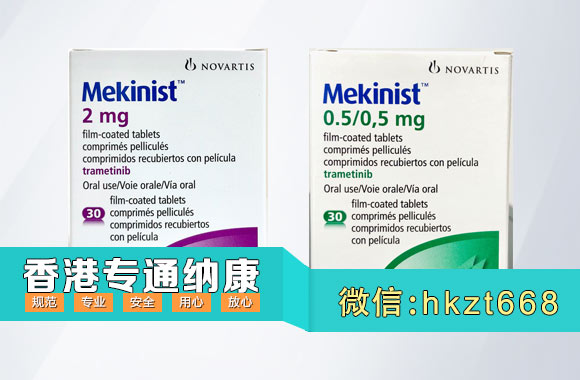 NOVARTIS
Mekinist™
2 mg
film-coated tablets
comprimés pelliculés
comprimidos recubiertos con película
trametinib
Oral use/Voie orale/Vía oral
30
film-coated tablets
comprimés pelliculés
comprimidos recubiertos
con película
NOVARTIS
Mekinist™
0.5/0,5 mg
film-coated tablets
comprimés pelliculés
comprimidos recubiertos con película
trametinib
Oral use/Voie orale/Vía oral
30
film-coated tablets
comprimés pelliculés
comprimidos recubiertos
con película
香港专通纳康
规范 专业 安全 用心 放心
微信:hkzt668